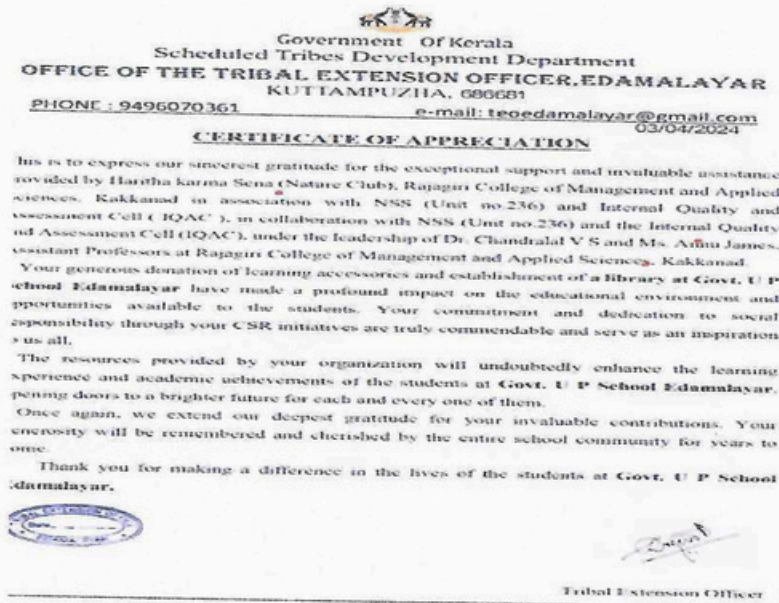 Government Of Kerala
Scheduled Tribes Development Department
OFFICE OF THE TRIBAL EXTENSION OFFICER,EDAMALAYAR
KUTTAMPUZHA, 686681
PHONE : 9496070361 e-mail: teoedamalayar@gmail.com
03/04/2024
CERTIFICATE OF APPRECIATION
his is to express our sincerest gratitude for the exceptional support and invaluable assistance
rovided by Haritha karma Sena (Nature Club), Rajagiri College of Management and Applied
ciences, Kakkanad in association with NSS (Unit no.236) and Internal Quality and
ssessment Cell ( IQAC ), in collaboration with NSS (Unit no.236) and the Internal Quality
nd Assessment Cell (IQAC), under the leadership of Dr. Chandralal V S and Ms. Annu James,
ssistant Professors at Rajagiri College of Management and Applied Sciences, Kakkanad.
Your generous donation of learning accessories and establishment of a library at Govt. U P
chool Edamalayar have made a profound impact on the educational environment and
pportunities available to the students. Your commitment and dedication to social
esponsibility through your CSR initiatives are truly commendable and serve as an inspiration
o us all.
The resources provided by your organization will undoubtedly enhance the learning
xperience and academic achievements of the students at Govt. U P School Edamalayar,
pening doors to a brighter future for each and every one of them.
Once again, we extend our deepest gratitude for your invaluable contributions. Your
enerosity will be remembered and cherished by the entire school community for years to
ome.
Thank you for making a difference in the lives of the students at Govt. U P School
Edamalayar.
Tribal Extension Officer